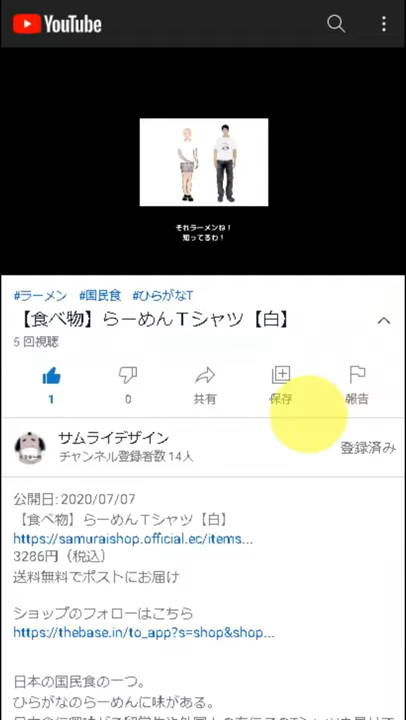 YouTube
それラーメンね！
知ってるわ！
#ラーメン #国民食 #ひらがなT
【食べ物】らーめんTシャツ【白】
5 回視聴
1
0
共有
保存
報告
サムライデザイン
チャンネル登録者数 14人
登録済み
公開日: 2020/07/07
【食べ物】らーめんTシャツ【白】
https://samuraishop.official.ec/items...
3286円（税込）
送料無料でポストにお届け
ショップのフォローはこちら
https://thebase.in/to_app?s=shop&shop...
日本の国民食の一つ。
ひらがなのらーめんに味がある。